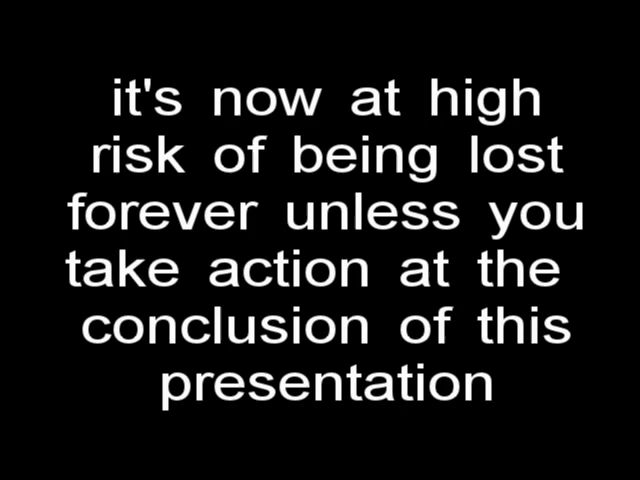 it's now at high
risk of being lost
forever unless you
take action at the
conclusion of this
presentation